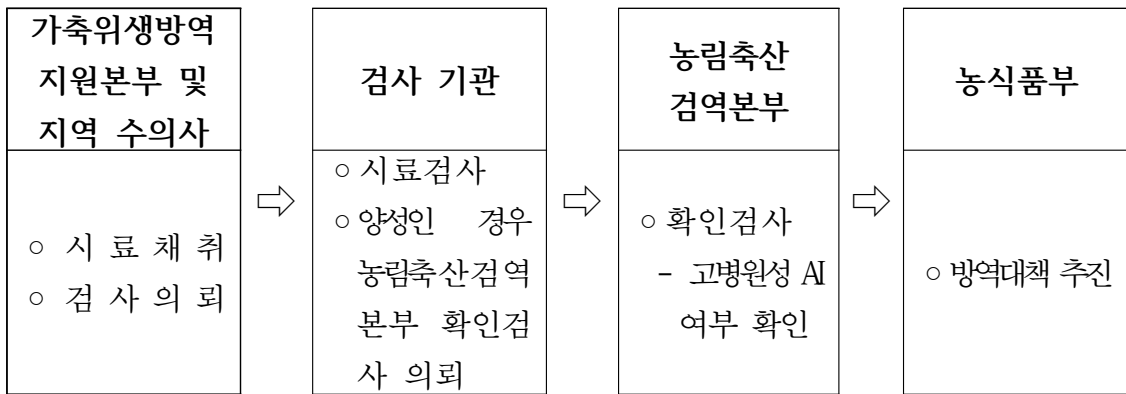 가축위생방역
지원본부 및
지역 수의사
○ 시 료 채 취
○ 검 사 의 뢰
⇨
검사 기관
○ 시료검사
○ 양성인 경우
농림축산검역
본부 확인검
사 의뢰
⇨
농림축산
검역본부
○ 확인검사
- 고병원성 AI
여부 확인
⇨
농식품부
○ 방역대책 추진